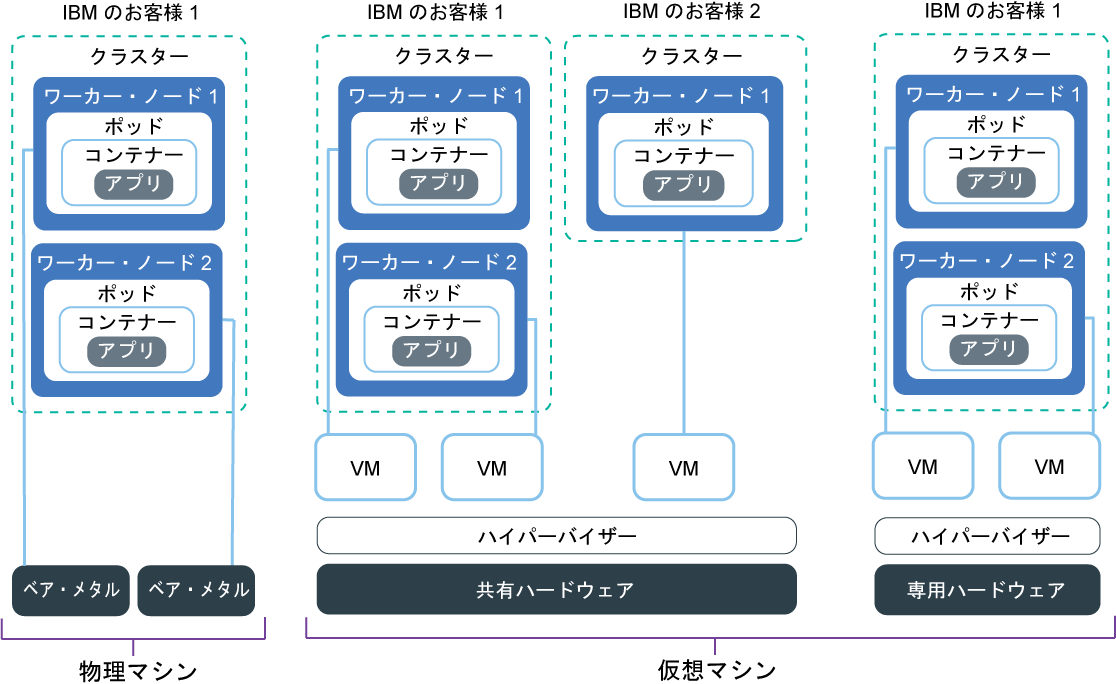 IBM のお客様 1
クラスター
ワーカー・ノード 1
ポッド
コンテナー
アプリ
ワーカー・ノード 2
ポッド
コンテナー
アプリ
ベア・メタル
ベア・メタル
物理マシン
IBM のお客様 1
クラスター
ワーカー・ノード 1
ポッド
コンテナー
アプリ
ワーカー・ノード 2
ポッド
コンテナー
アプリ
VM
VM
IBM のお客様 2
クラスター
ワーカー・ノード 1
ポッド
コンテナー
アプリ
VM
ハイパーバイザー
共有ハードウェア
IBM のお客様 1
クラスター
ワーカー・ノード 1
ポッド
コンテナー
アプリ
ワーカー・ノード 2
ポッド
コンテナー
アプリ
VM
VM
ハイパーバイザー
専用ハードウェア
仮想マシン